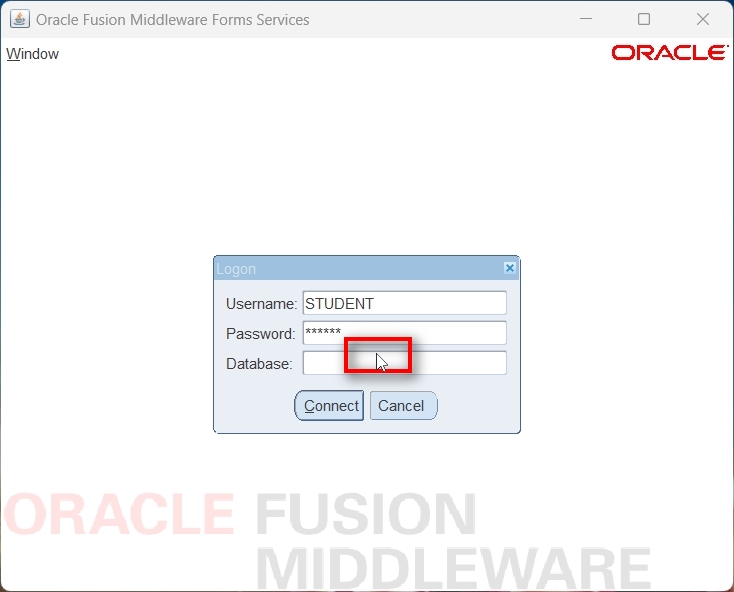 Oracle Fusion Middleware Forms Services
Window
ORACLE
Logon
Username: STUDENT
Password: ******
Database:
Connect Cancel
ORACLE FUSION
MIDDLEWARE